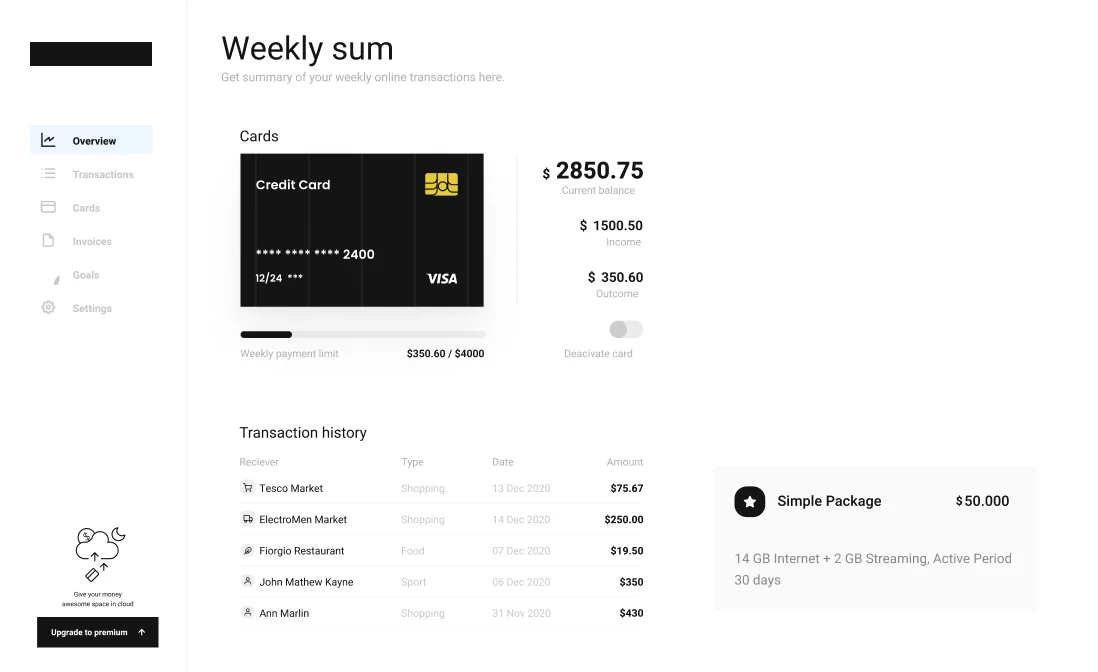 Weekly sum
Get summary of your weekly online transactions here.
Overview
Transactions
Cards
Invoices
Goals
Settings
Give your money
awesome space in cloud
Upgrade to premium
Cards
Credit Card
**** **** **** 2400
12/24 ***
VISA
Weekly payment limit $350.60 / $4000
$ 2850.75
Current balance
$ 1500.50
Income
$ 350.60
Outcome
Deacivate card
Transaction history
Reciever Type Date Amount
Tesco Market Shopping 13 Dec 2020 $75.67
ElectroMen Market Shopping 14 Dec 2020 $250.00
Fiorgio Restaurant Food 07 Dec 2020 $19.50
John Mathew Kayne Sport 06 Dec 2020 $350
Ann Marlin Shopping 31 Nov 2020 $430
Simple Package $50.000
14 GB Internet + 2 GB Streaming, Active Period
30 days